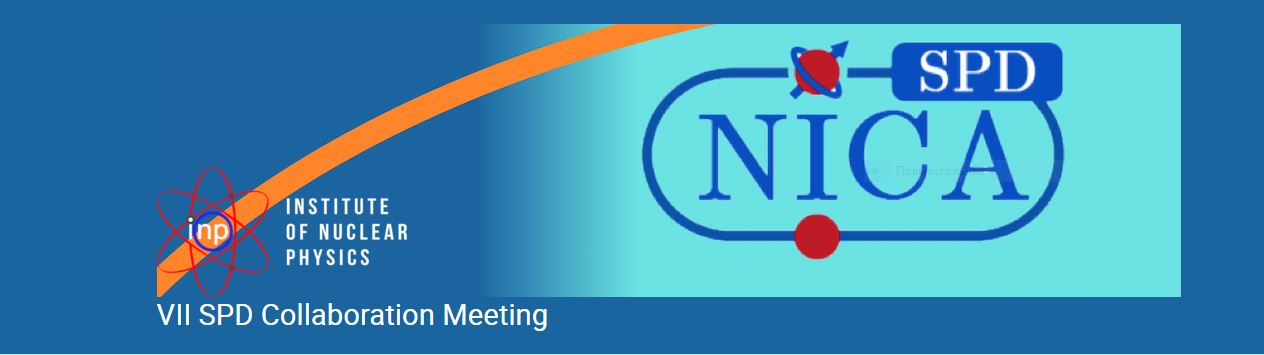 SPD
NICA
inp
INSTITUTE
OF NUCLEAR
PHYSICS
VII SPD Collaboration Meeting